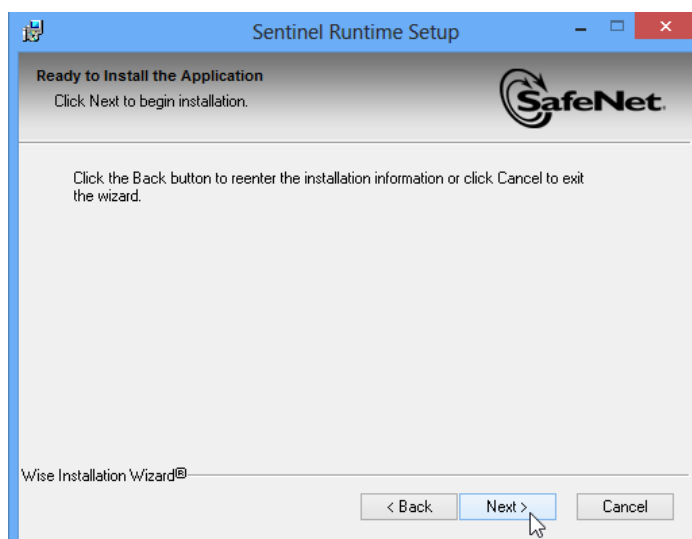 Sentinel Runtime Setup
Ready to Install the Application
Click Next to begin installation.
SafeNet.
Click the Back button to reenter the installation information or click Cancel to exit
the wizard.
Wise Installation Wizard®
< Back Next > Cancel